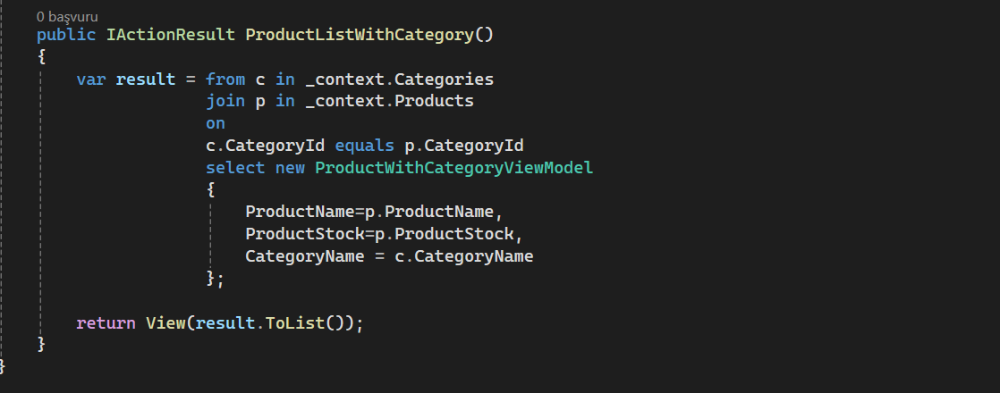 0 başvuru
public IActionResult ProductListWithCategory()
{
var result = from c in _context.Categories
join p in _context.Products
on
c.CategoryId equals p.CategoryId
select new ProductWithCategoryViewModel
{
ProductName=p.ProductName,
ProductStock=p.ProductStock,
CategoryName = c.CategoryName
};
return View(result.ToList());
}
}